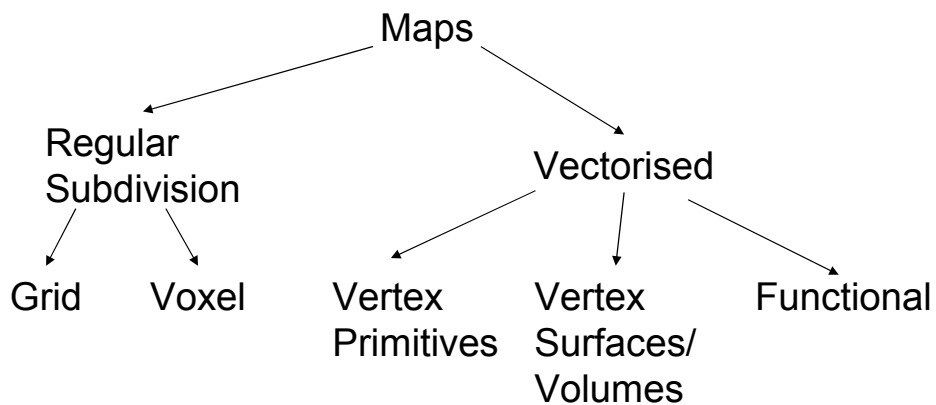 Maps
Regular
Subdivision
Vectorised
Grid
Voxel
Vertex
Primitives
Vertex
Surfaces/
Volumes
Functional